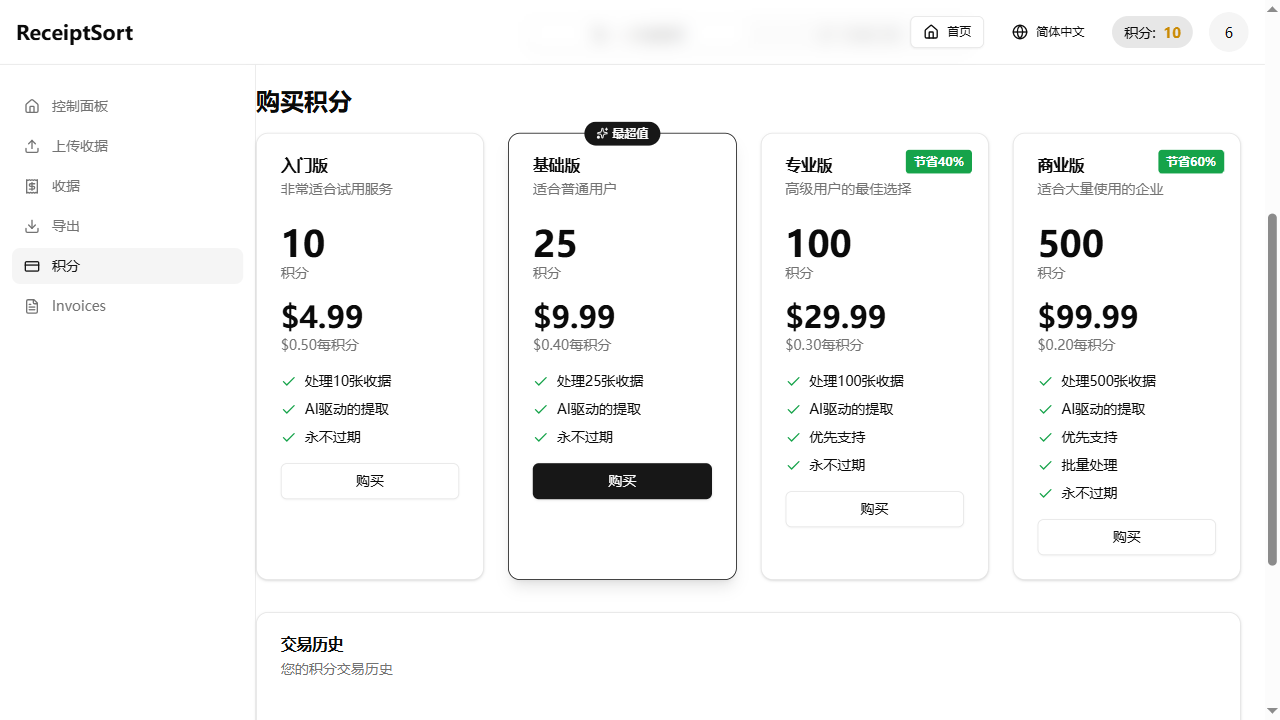 ReceiptSort
首页
简体中文
积分: 10
6
控制面板
上传收据
收据
导出
积分
Invoices
购买积分
入门版
非常适合试用服务
10
积分
$4.99
$0.50每积分
处理10张收据
AI驱动的提取
永不过期
购买
最超值
基础版
适合普通用户
25
积分
$9.99
$0.40每积分
处理25张收据
AI驱动的提取
永不过期
购买
专业版
节省40%
高级用户的最佳选择
100
积分
$29.99
$0.30每积分
处理100张收据
AI驱动的提取
优先支持
永不过期
购买
商业版
节省60%
适合大量使用的企业
500
积分
$99.99
$0.20每积分
处理500张收据
AI驱动的提取
优先支持
批量处理
永不过期
购买
交易历史
您的积分交易历史